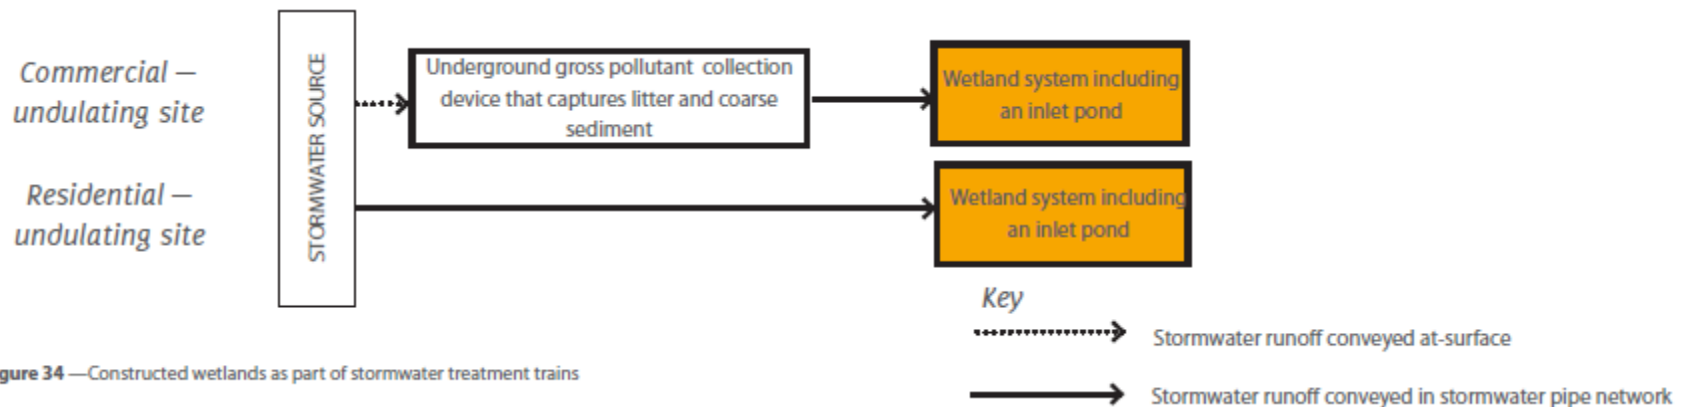 Commercial —
undulating site
STORMWATER SOURCE
Underground gross pollutant collection
device that captures litter and coarse
sediment
Wetland system including
an inlet pond
Residential —
undulating site
Wetland system including
an inlet pond
Key
Stormwater runoff conveyed at-surface
Stormwater runoff conveyed in stormwater pipe network
gure 34 —Constructed wetlands as part of stormwater treatment trains